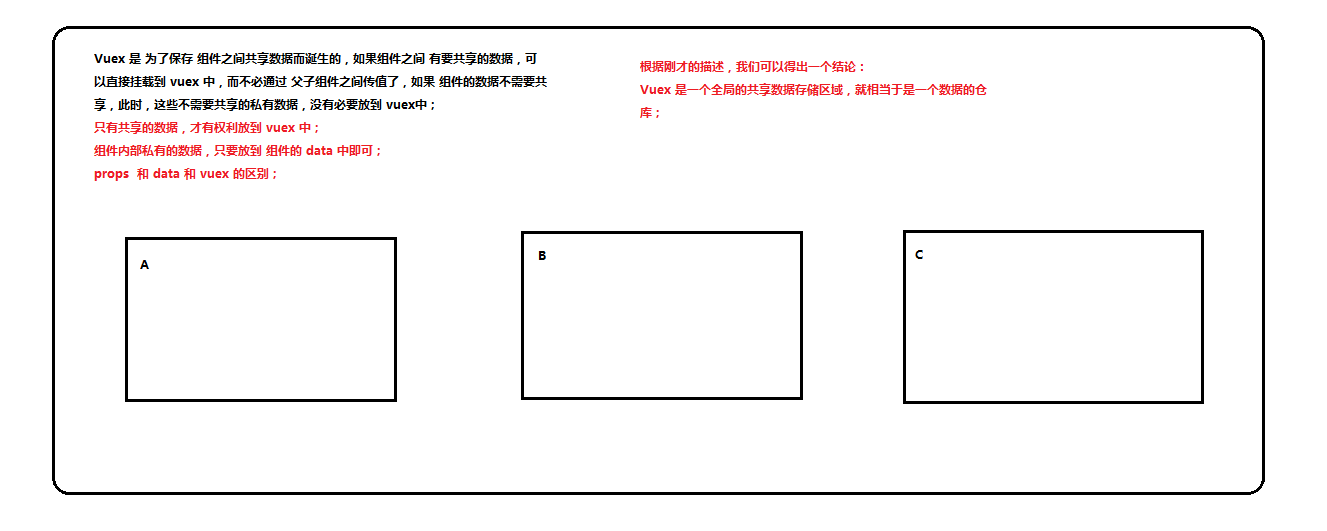 Vuex 是 为了保存 组件之间共享数据而诞生的，如果组件之间 有要共享的数据，可
以直接挂载到 vuex 中，而不必通过 父子组件之间传值了，如果 组件的数据不需要共
享，此时，这些不需要共享的私有数据，没有必要放到 vuex中；
只有共享的数据，才有权利放到 vuex 中；
组件内部私有的数据，只要放到 组件的 data 中即可；
props 和 data 和 vuex 的区别；
根据刚才的描述，我们可以得出一个结论：
Vuex 是一个全局的共享数据存储区域，就相当于是一个数据的仓
库；
A
B
C